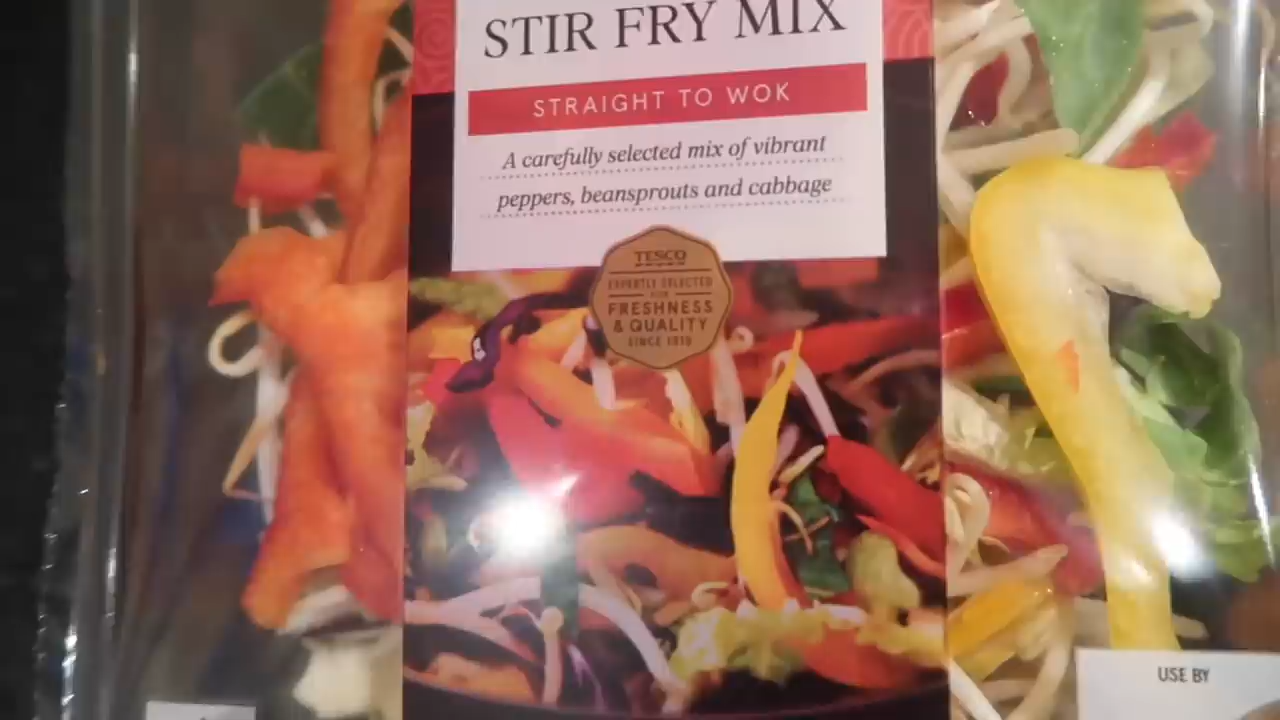 STIR FRY MIX
STRAIGHT TO WOK
A carefully selected mix of vibrant
peppers, beansprouts and cabbage
TESCO
EXPERTLY SELECTED
FOR
FRESHNESS
& QUALITY
SINCE 1919
USE BY